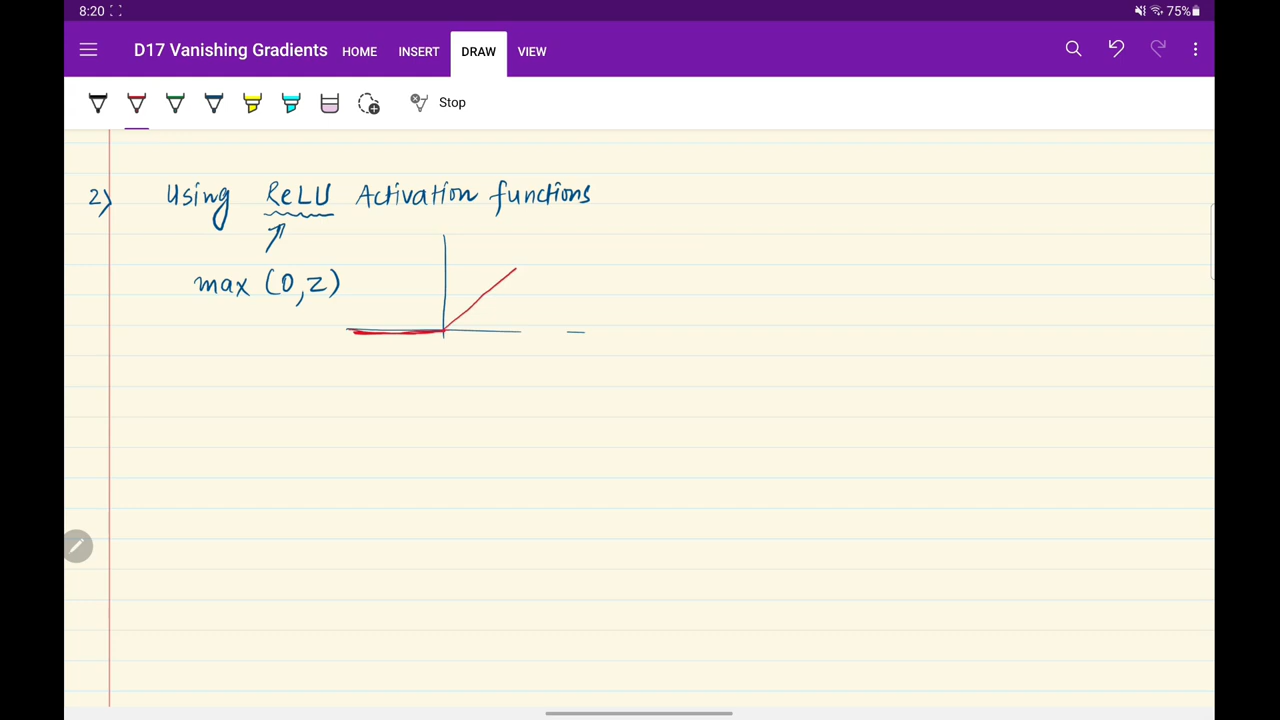 8:20 75%
D17 Vanishing Gradients HOME INSERT DRAW VIEW
Stop
2) Using ReLU Activation functions
max (0,z)